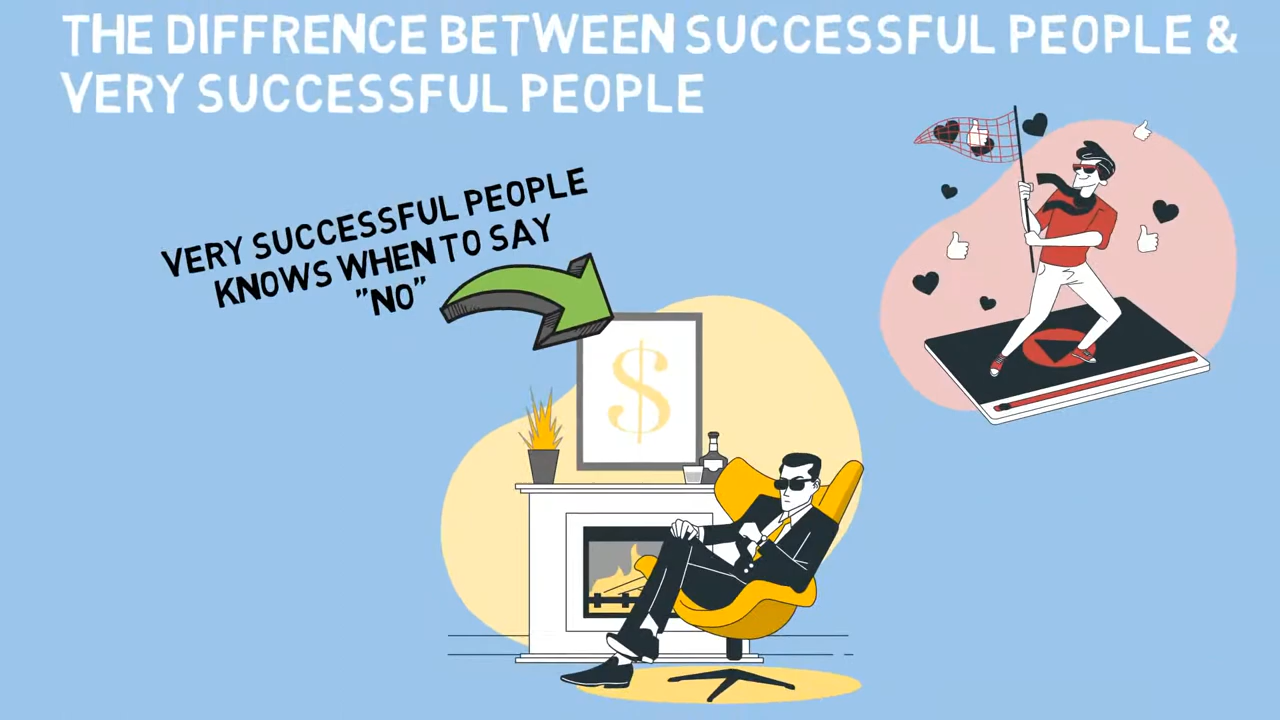 THE DIFFRENCE BETWEEN SUCCESSFUL PEOPLE &
VERY SUCCESSFUL PEOPLE
VERY SUCCESSFUL PEOPLE
KNOWS WHEN TO SAY
"NO"
$